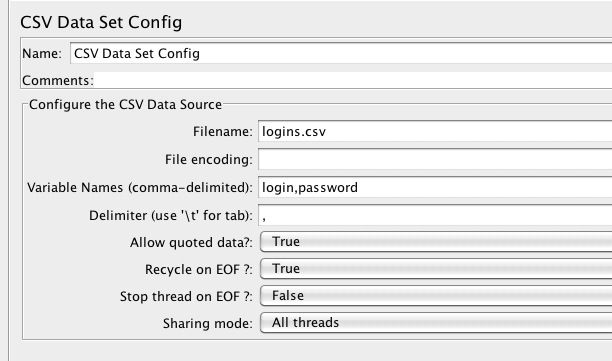 CSV Data Set Config
Name: CSV Data Set Config
Comments:
Configure the CSV Data Source
Filename: logins.csv
File encoding:
Variable Names (comma-delimited): login,password
Delimiter (use '\t' for tab): ,
Allow quoted data?: True
Recycle on EOF ?: True
Stop thread on EOF ?: False
Sharing mode: All threads